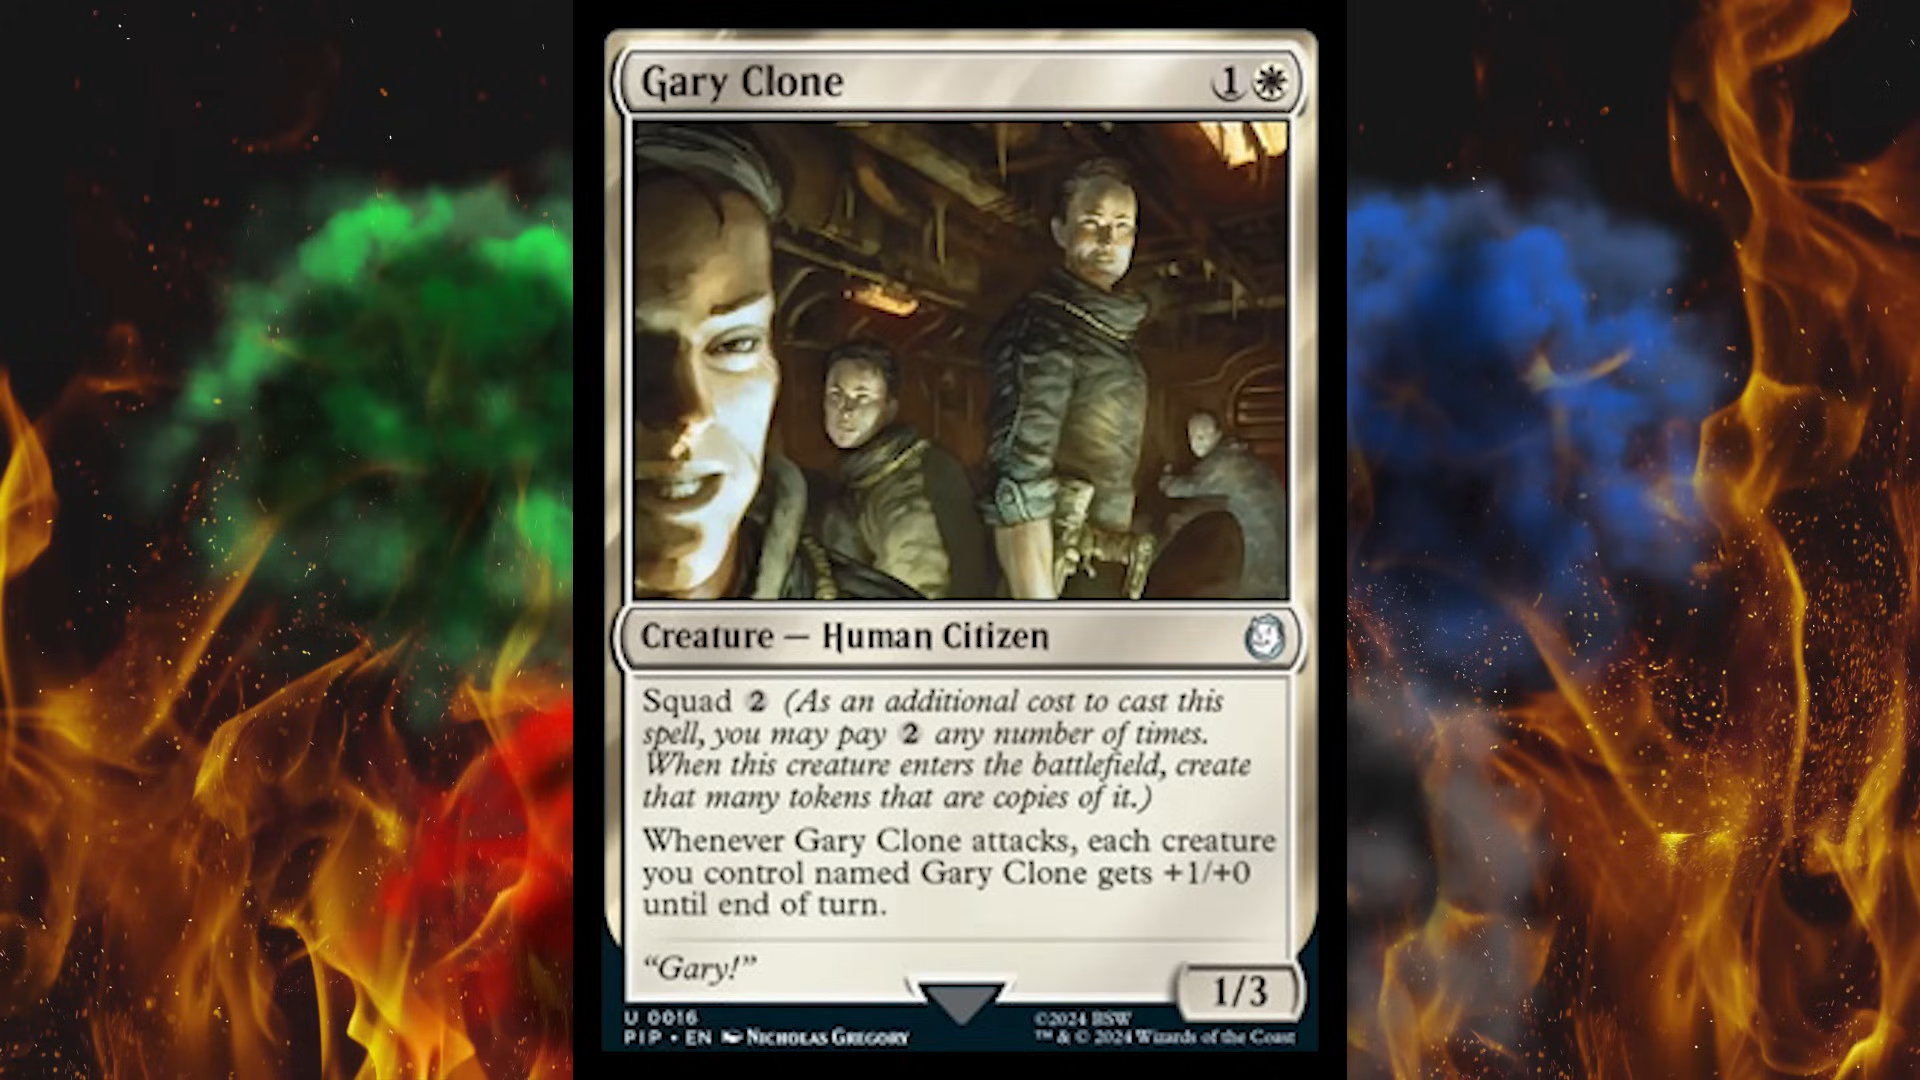 Gary Clone 1
Creature — Human Citizen
Squad 2 (As an additional cost to cast this
spell, you may pay 2 any number of times.
When this creature enters the battlefield, create
that many tokens that are copies of it.)
Whenever Gary Clone attacks, each creature
you control named Gary Clone gets +1/+0
until end of turn.
“Gary!”
1/3
U 0016
PIP • EN Nicholas Gregory
©2024 BSW
™ & © 2024 Wizards of the Coast